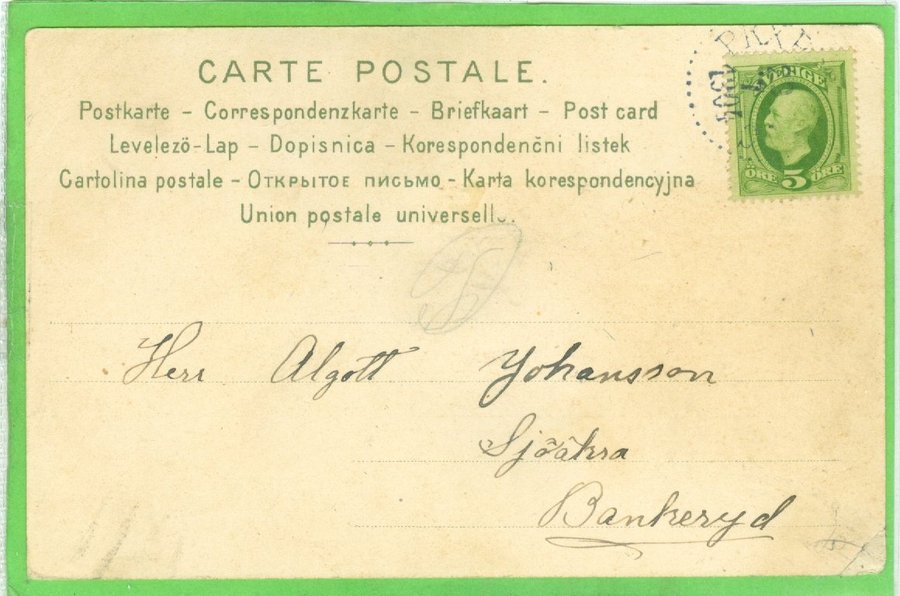 CARTE POSTALE.
Postkarte – Correspondenzkarte – Briefkaart – Post card
Levelező-Lap – Dopisnica – Korespondenčni listek
Cartolina postale – Открытое письмо – Karta korespondencyjna
Union postale universelle.
SVERIGE
ÖRE 5 ÖRE
Herr Algott Johansson
Sjöåkra
Bankeryd